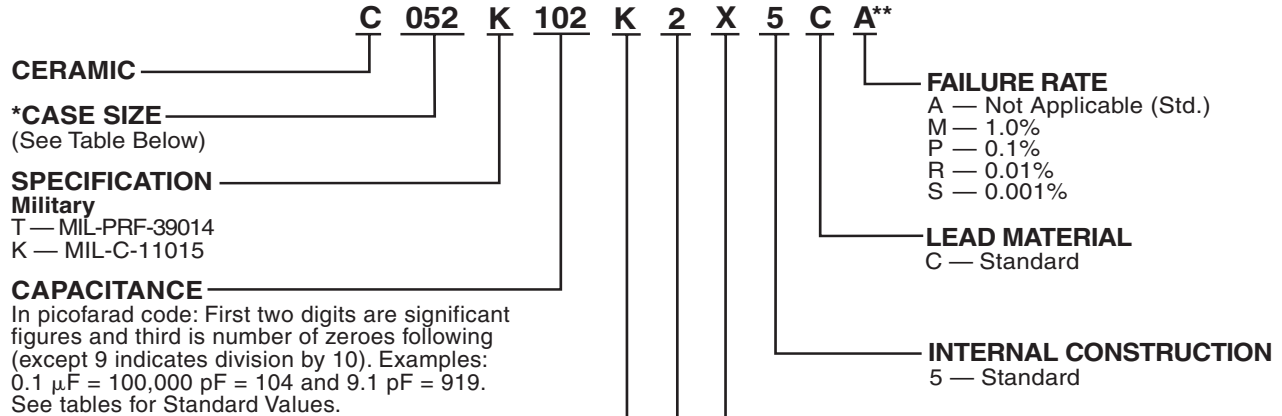 C 052 K 102 K 2 X 5 C A**
CERAMIC
*CASE SIZE
(See Table Below)
SPECIFICATION
Military
T — MIL-PRF-39014
K — MIL-C-11015
CAPACITANCE
In picofarad code: First two digits are significant
figures and third is number of zeroes following
(except 9 indicates division by 10). Examples:
0.1 μF = 100,000 pF = 104 and 9.1 pF = 919.
See tables for Standard Values.
FAILURE RATE
A — Not Applicable (Std.)
M — 1.0%
P — 0.1%
R — 0.01%
S — 0.001%
LEAD MATERIAL
C — Standard
INTERNAL CONSTRUCTION
5 — Standard